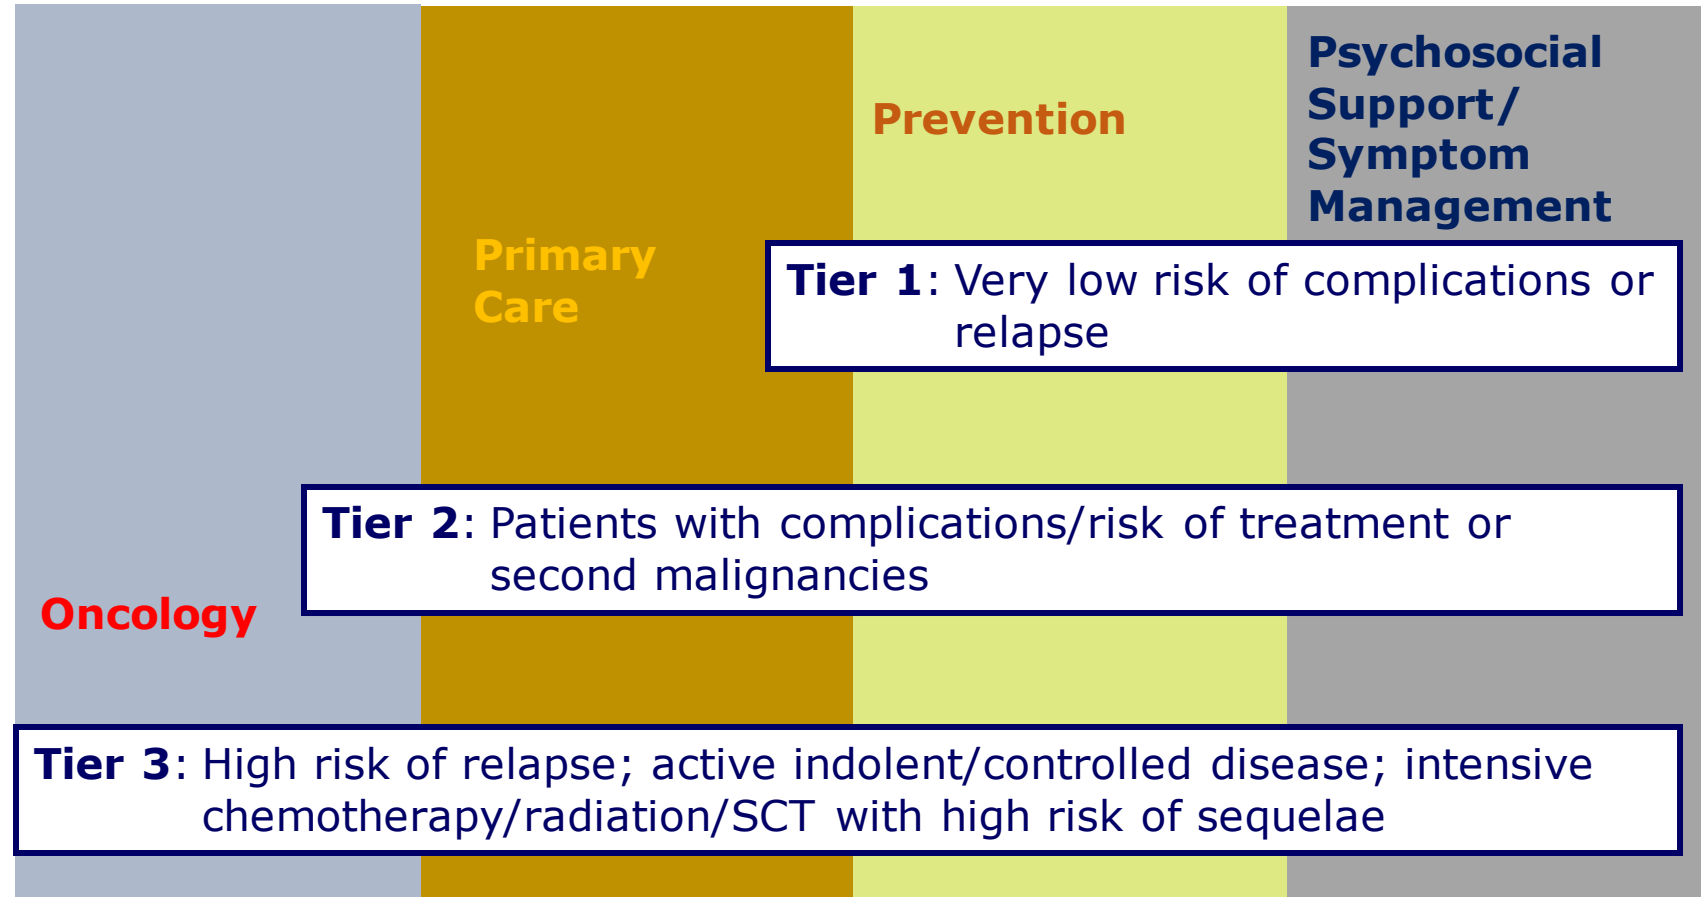 Psychosocial
Support/
Symptom
Management
Prevention
Primary
Care
Tier 1: Very low risk of complications or
relapse
Tier 2: Patients with complications/risk of treatment or
second malignancies
Oncology
Tier 3: High risk of relapse; active indolent/controlled disease; intensive
chemotherapy/radiation/SCT with high risk of sequelae